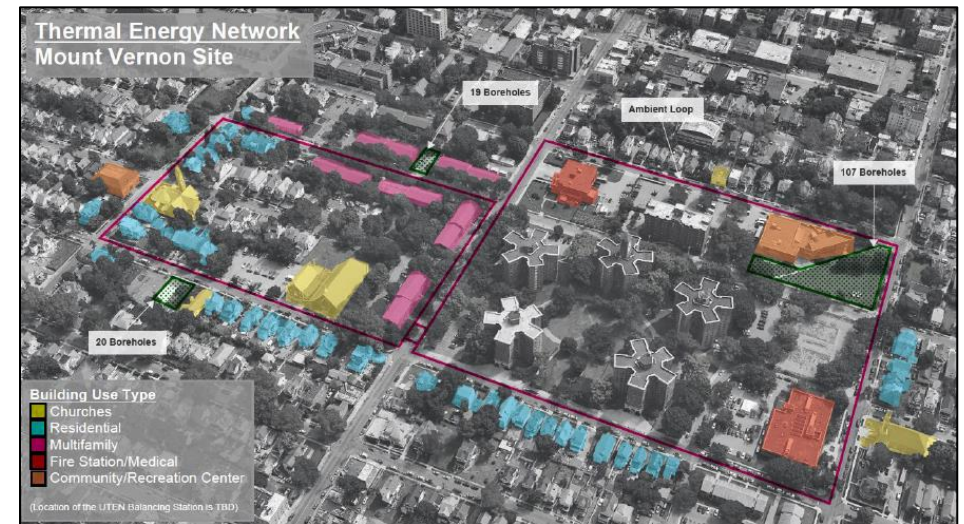 Thermal Energy Network
Mount Vernon Site
19 Boreholes
Ambient Loop
107 Boreholes
20 Boreholes
Building Use Type
Churches
Residential
Multifamily
Fire Station/Medical
Community/Recreation Center
(Location of the UTEN Balancing Station is TBD)